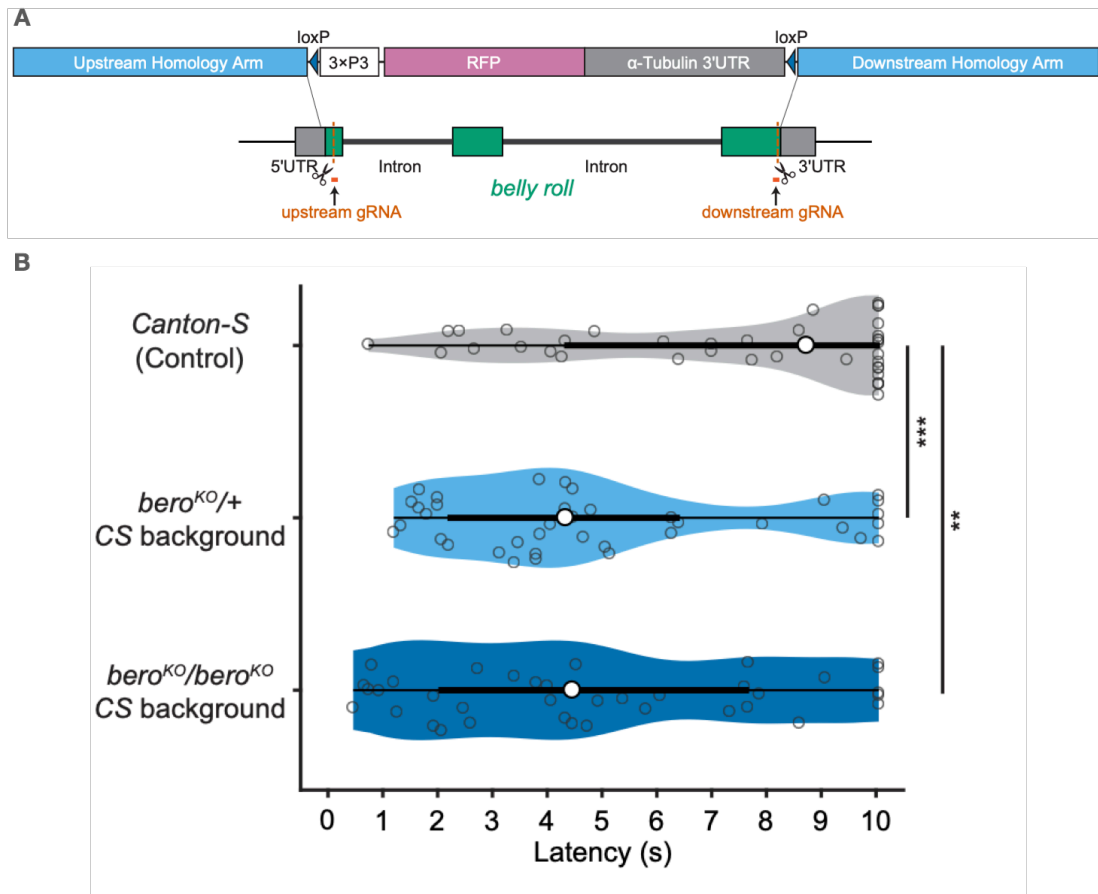 A
loxP
loxP
Upstream Homology Arm
3×P3
RFP
α-Tubulin 3'UTR
Downstream Homology Arm
5'UTR
Intron
Intron
3'UTR
belly roll
upstream gRNA
downstream gRNA
B
Canton-S
(Control)
***
bero^KO/+
CS background
**
bero^KO/bero^KO
CS background
0 1 2 3 4 5 6 7 8 9 10
Latency (s)